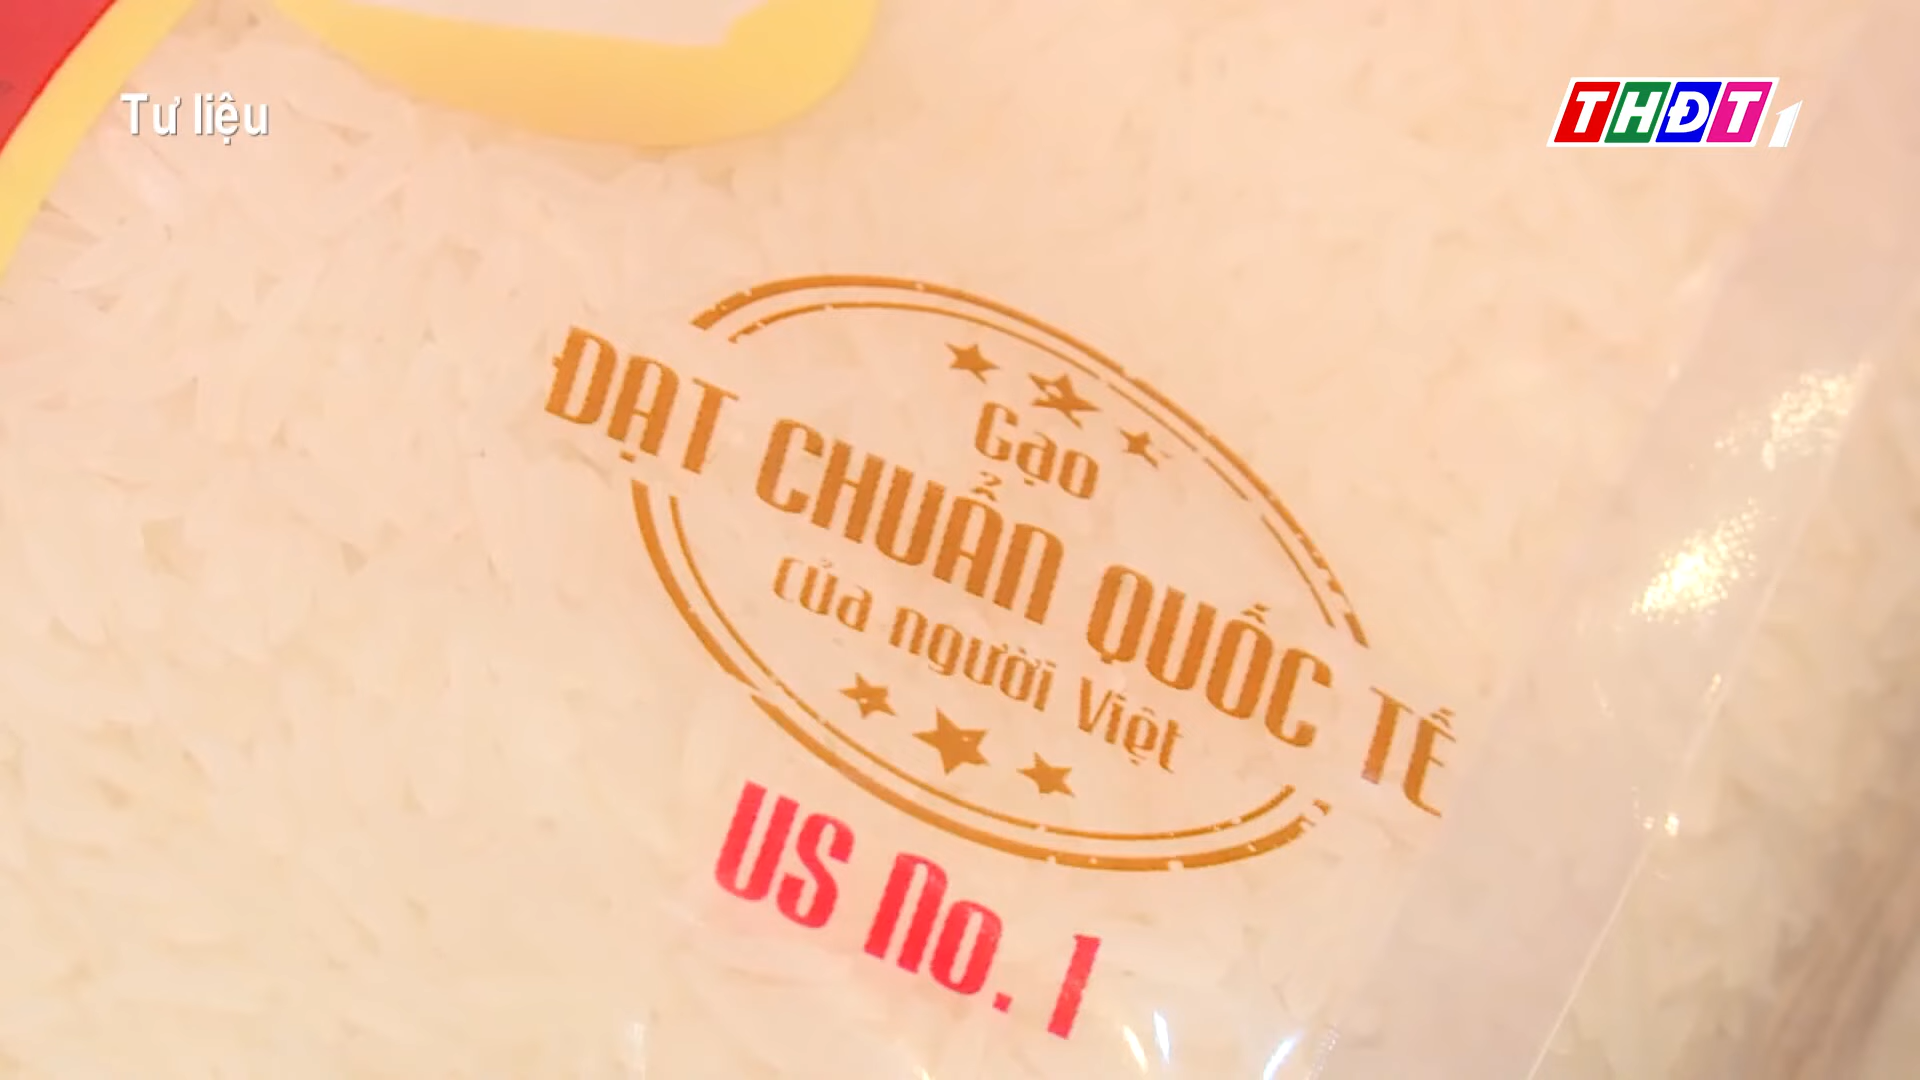 Tư liệu
THĐT1
Gạo
ĐẠT CHUẨN QUỐC TẾ
của người Việt
US No. 1